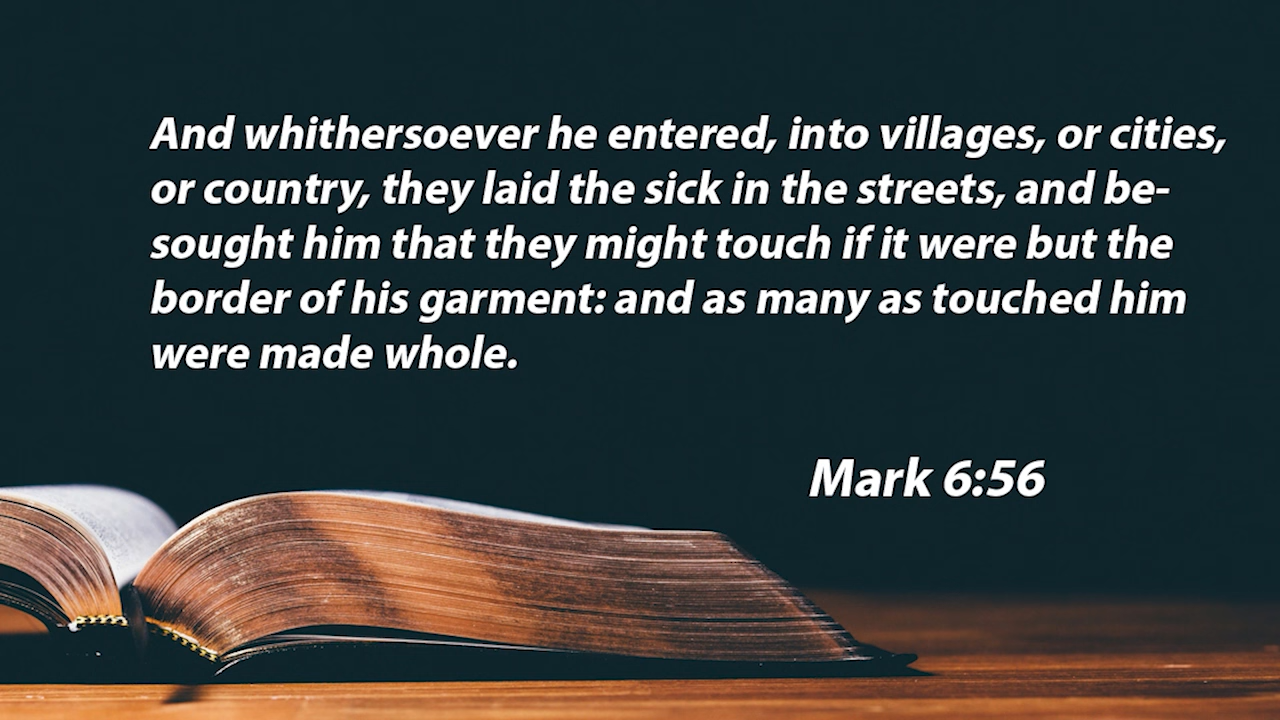 And whithersoever he entered, into villages, or cities,
or country, they laid the sick in the streets, and be-
sought him that they might touch if it were but the
border of his garment: and as many as touched him
were made whole.
Mark 6:56